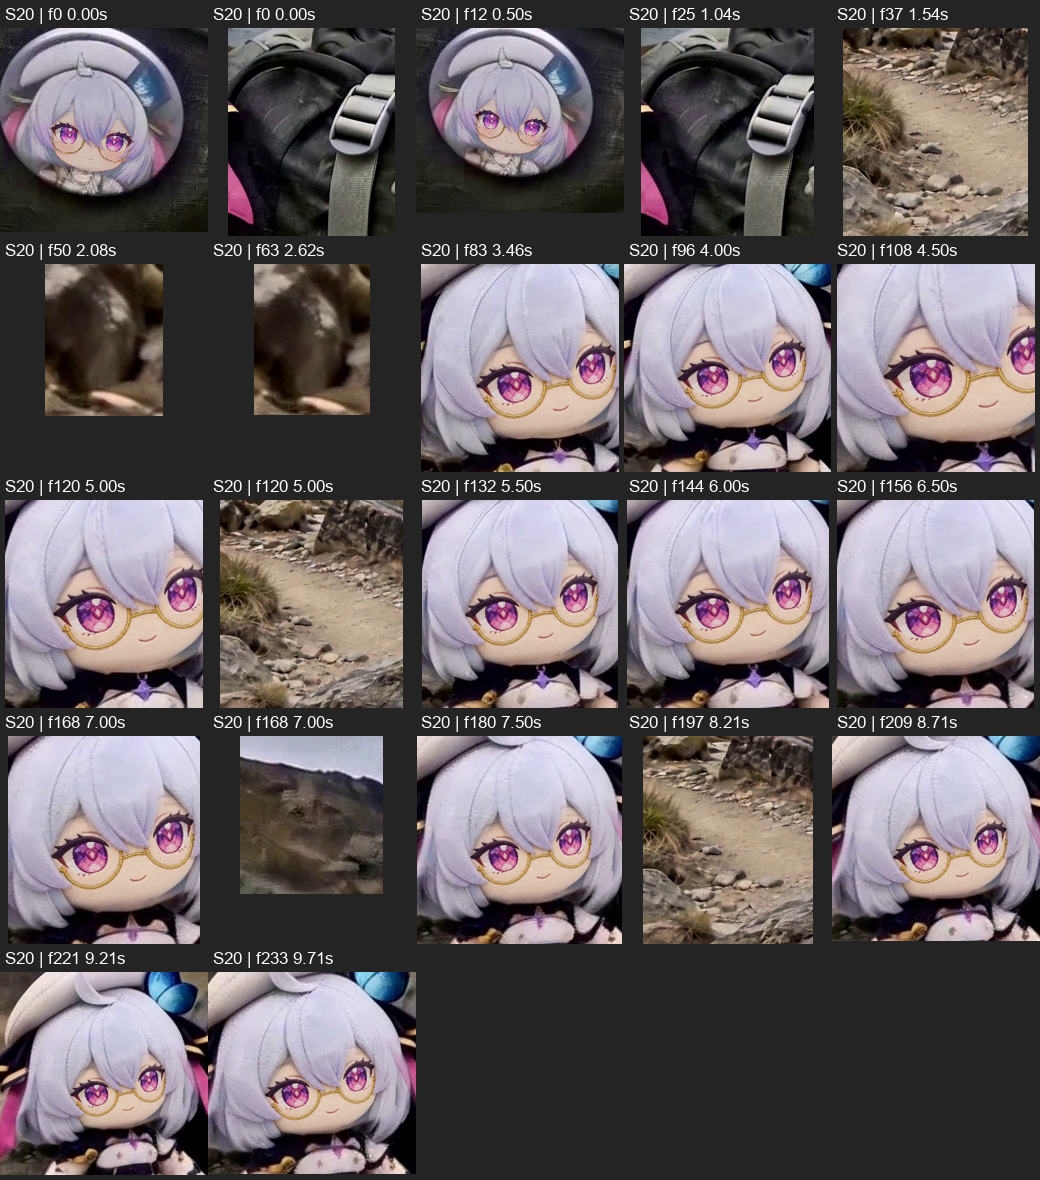 S20 | f0 0.00s
S20 | f0 0.00s
S20 | f12 0.50s
S20 | f25 1.04s
S20 | f37 1.54s
S20 | f50 2.08s
S20 | f63 2.62s
S20 | f83 3.46s
S20 | f96 4.00s
S20 | f108 4.50s
S20 | f120 5.00s
S20 | f120 5.00s
S20 | f132 5.50s
S20 | f144 6.00s
S20 | f156 6.50s
S20 | f168 7.00s
S20 | f168 7.00s
S20 | f180 7.50s
S20 | f197 8.21s
S20 | f209 8.71s
S20 | f221 9.21s
S20 | f233 9.71s